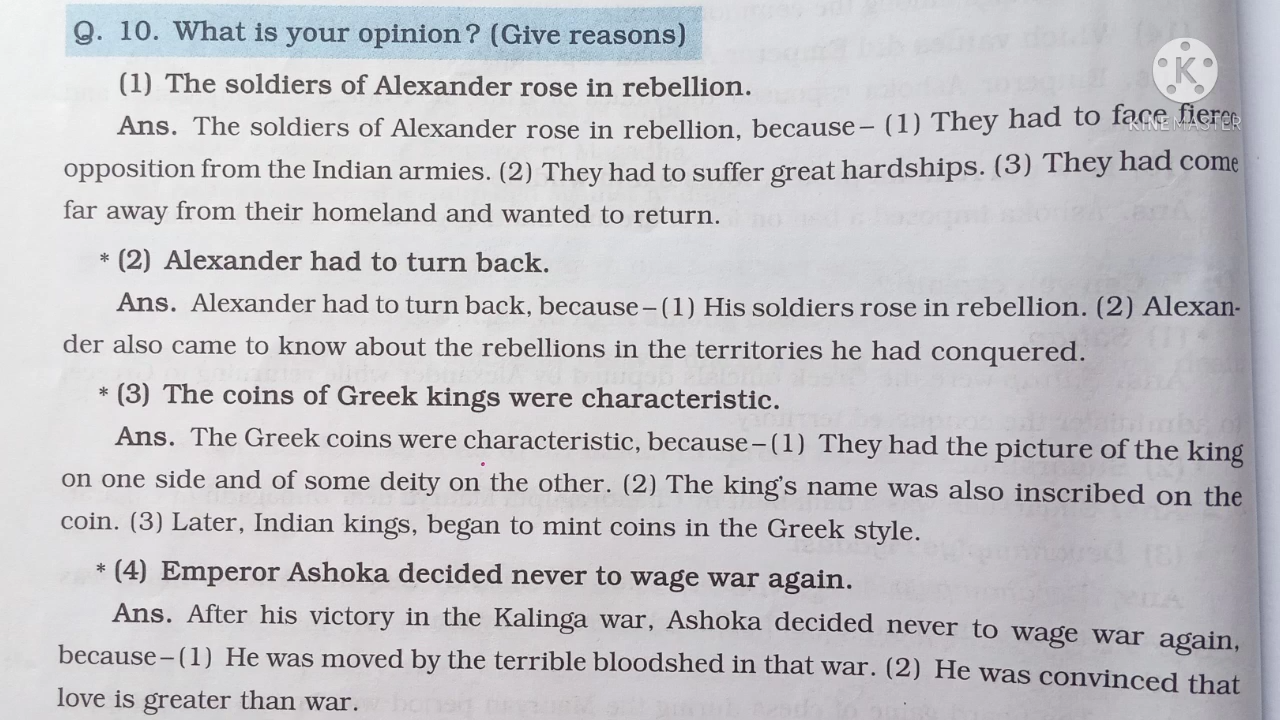 Q. 10. What is your opinion? (Give reasons)
K
KINEMASTER
(1) The soldiers of Alexander rose in rebellion.
Ans. The soldiers of Alexander rose in rebellion, because– (1) They had to face fierce
opposition from the Indian armies. (2) They had to suffer great hardships. (3) They had come
far away from their homeland and wanted to return.
* (2) Alexander had to turn back.
Ans. Alexander had to turn back, because–(1) His soldiers rose in rebellion. (2) Alexan-
der also came to know about the rebellions in the territories he had conquered.
* (3) The coins of Greek kings were characteristic.
Ans. The Greek coins were characteristic, because–(1) They had the picture of the king
on one side and of some deity on the other. (2) The king's name was also inscribed on the
coin. (3) Later, Indian kings, began to mint coins in the Greek style.
* (4) Emperor Ashoka decided never to wage war again.
Ans. After his victory in the Kalinga war, Ashoka decided never to wage war again,
because–(1) He was moved by the terrible bloodshed in that war. (2) He was convinced that
love is greater than war.